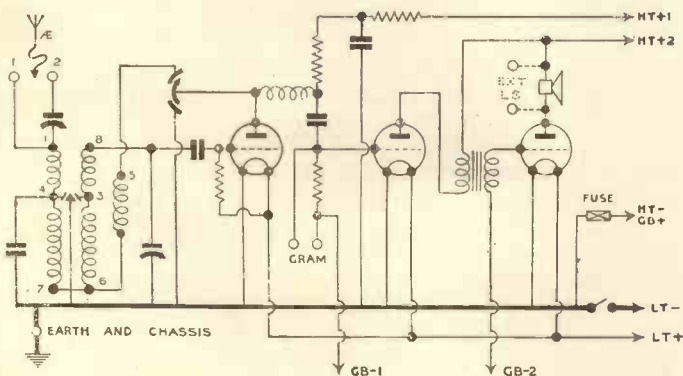 HT+1
Æ
HT+2
1 2
EXT
LS
1
8
5
4
3
FUSE
HT-
GB+
GRAM
7
6
LT-
EARTH AND CHASSIS
LT+
GB-1
GB-2